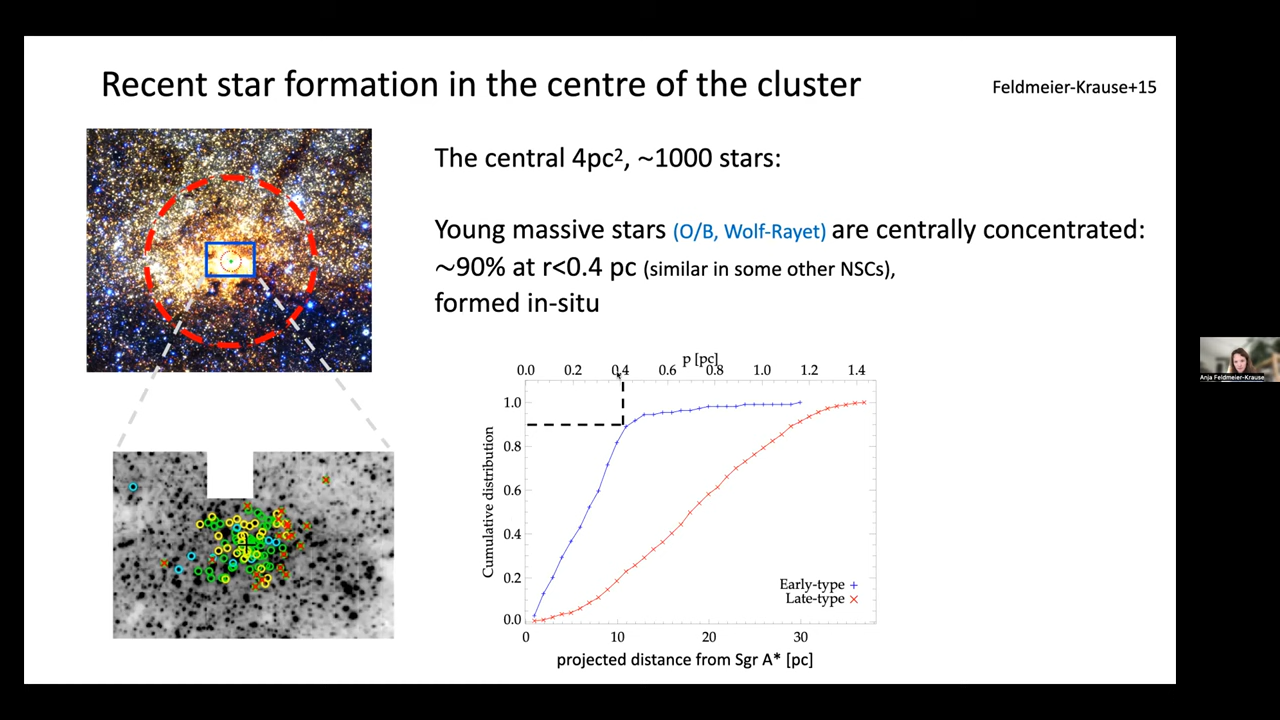 Recent star formation in the centre of the cluster
Feldmeier-Krause+15
The central 4pc², ~1000 stars:
Young massive stars (O/B, Wolf-Rayet) are centrally concentrated:
~90% at r<0.4 pc (similar in some other NSCs),
formed in-situ
p [pc]
0.0 0.2 0.4 0.6 0.8 1.0 1.2 1.4
1.0
0.8
0.6
0.4
0.2
0.0
Cumulative distribution
Early-type +
Late-type ×
0 10 20 30
projected distance from Sgr A* [pc]
Anja Feldmeier-Krause